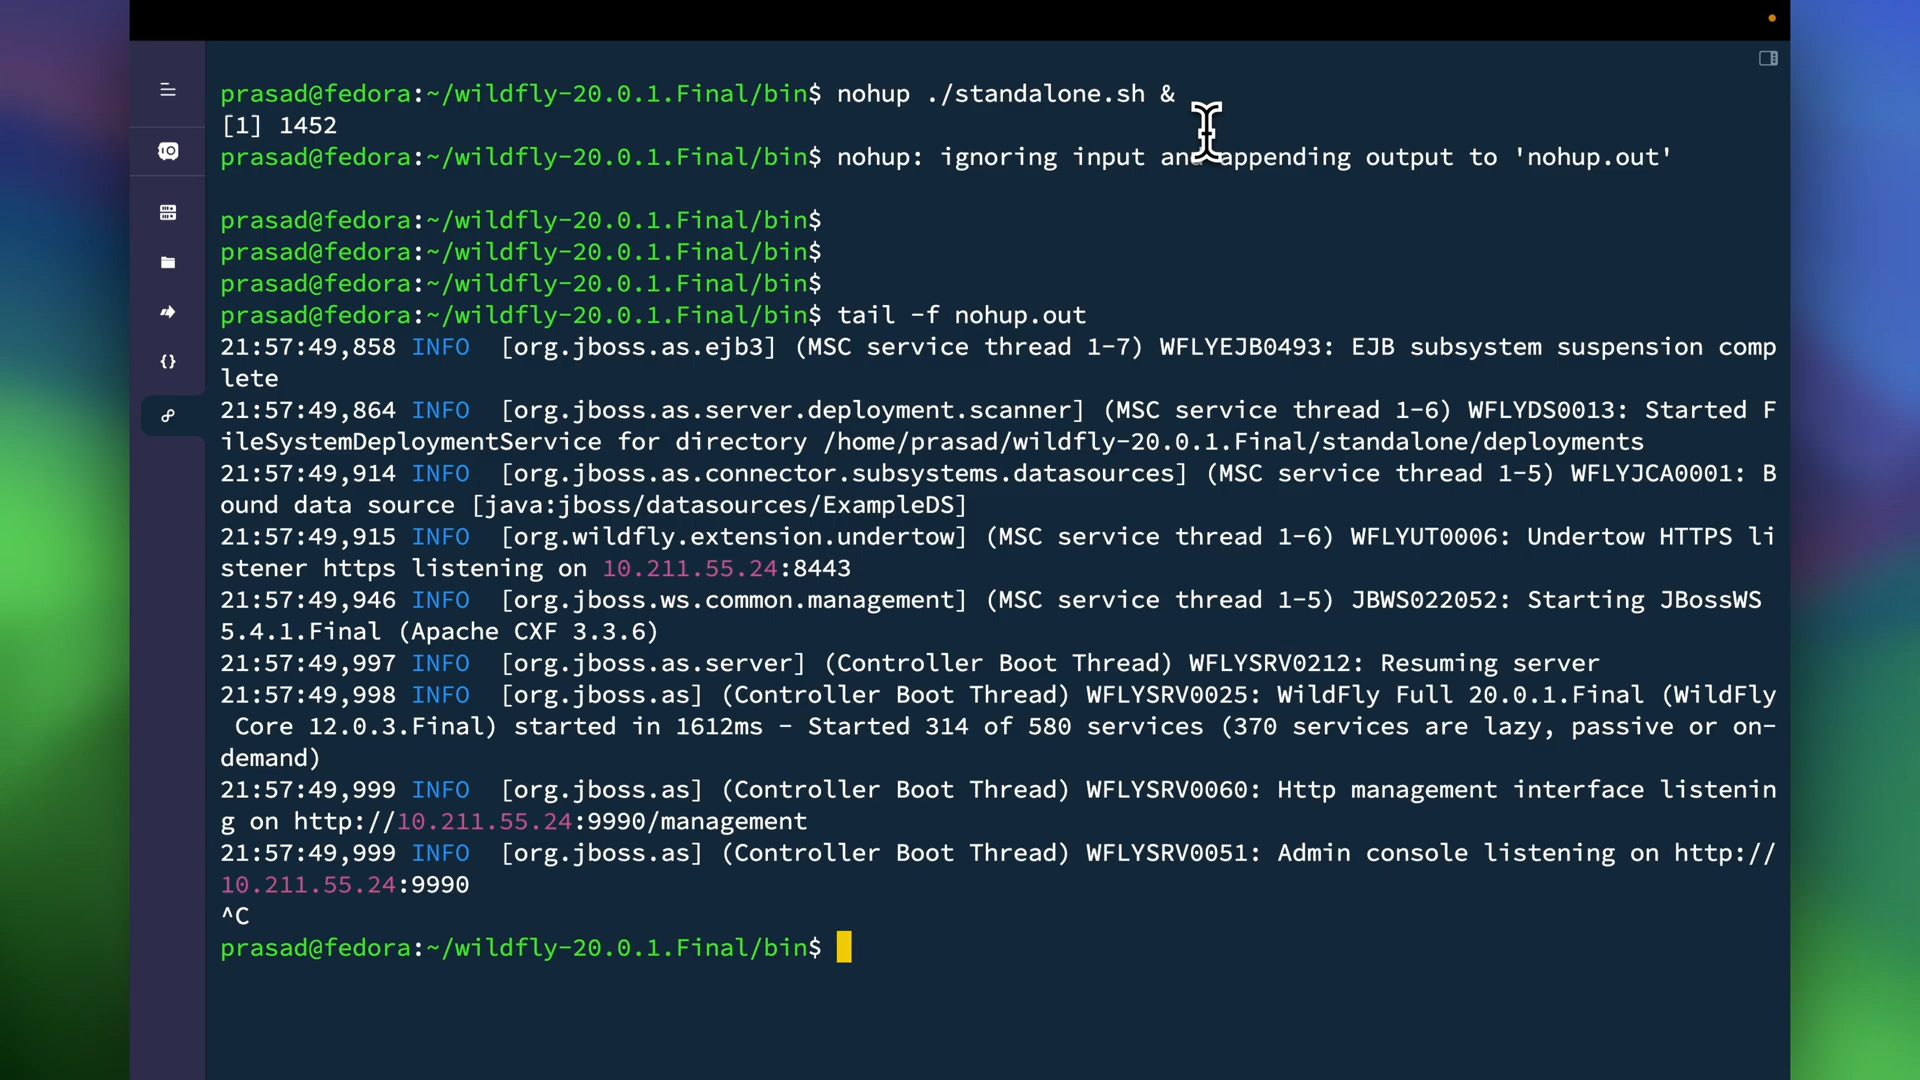 prasad@fedora:~/wildfly-20.0.1.Final/bin$ nohup ./standalone.sh &
[1] 1452
prasad@fedora:~/wildfly-20.0.1.Final/bin$ nohup: ignoring input and appending output to 'nohup.out'
prasad@fedora:~/wildfly-20.0.1.Final/bin$
prasad@fedora:~/wildfly-20.0.1.Final/bin$
prasad@fedora:~/wildfly-20.0.1.Final/bin$
prasad@fedora:~/wildfly-20.0.1.Final/bin$ tail -f nohup.out
21:57:49,858 INFO  [org.jboss.as.ejb3] (MSC service thread 1-7) WFLYEJB0493: EJB subsystem suspension comp
lete
21:57:49,864 INFO  [org.jboss.as.server.deployment.scanner] (MSC service thread 1-6) WFLYDS0013: Started F
ileSystemDeploymentService for directory /home/prasad/wildfly-20.0.1.Final/standalone/deployments
21:57:49,914 INFO  [org.jboss.as.connector.subsystems.datasources] (MSC service thread 1-5) WFLYJCA0001: B
ound data source [java:jboss/datasources/ExampleDS]
21:57:49,915 INFO  [org.wildfly.extension.undertow] (MSC service thread 1-6) WFLYUT0006: Undertow HTTPS li
stener https listening on 10.211.55.24:8443
21:57:49,946 INFO  [org.jboss.ws.common.management] (MSC service thread 1-5) JBWS022052: Starting JBossWS
5.4.1.Final (Apache CXF 3.3.6)
21:57:49,997 INFO  [org.jboss.as.server] (Controller Boot Thread) WFLYSRV0212: Resuming server
21:57:49,998 INFO  [org.jboss.as] (Controller Boot Thread) WFLYSRV0025: WildFly Full 20.0.1.Final (WildFly
 Core 12.0.3.Final) started in 1612ms - Started 314 of 580 services (370 services are lazy, passive or on-
demand)
21:57:49,999 INFO  [org.jboss.as] (Controller Boot Thread) WFLYSRV0060: Http management interface listenin
g on http://10.211.55.24:9990/management
21:57:49,999 INFO  [org.jboss.as] (Controller Boot Thread) WFLYSRV0051: Admin console listening on http://
10.211.55.24:9990
^C
prasad@fedora:~/wildfly-20.0.1.Final/bin$